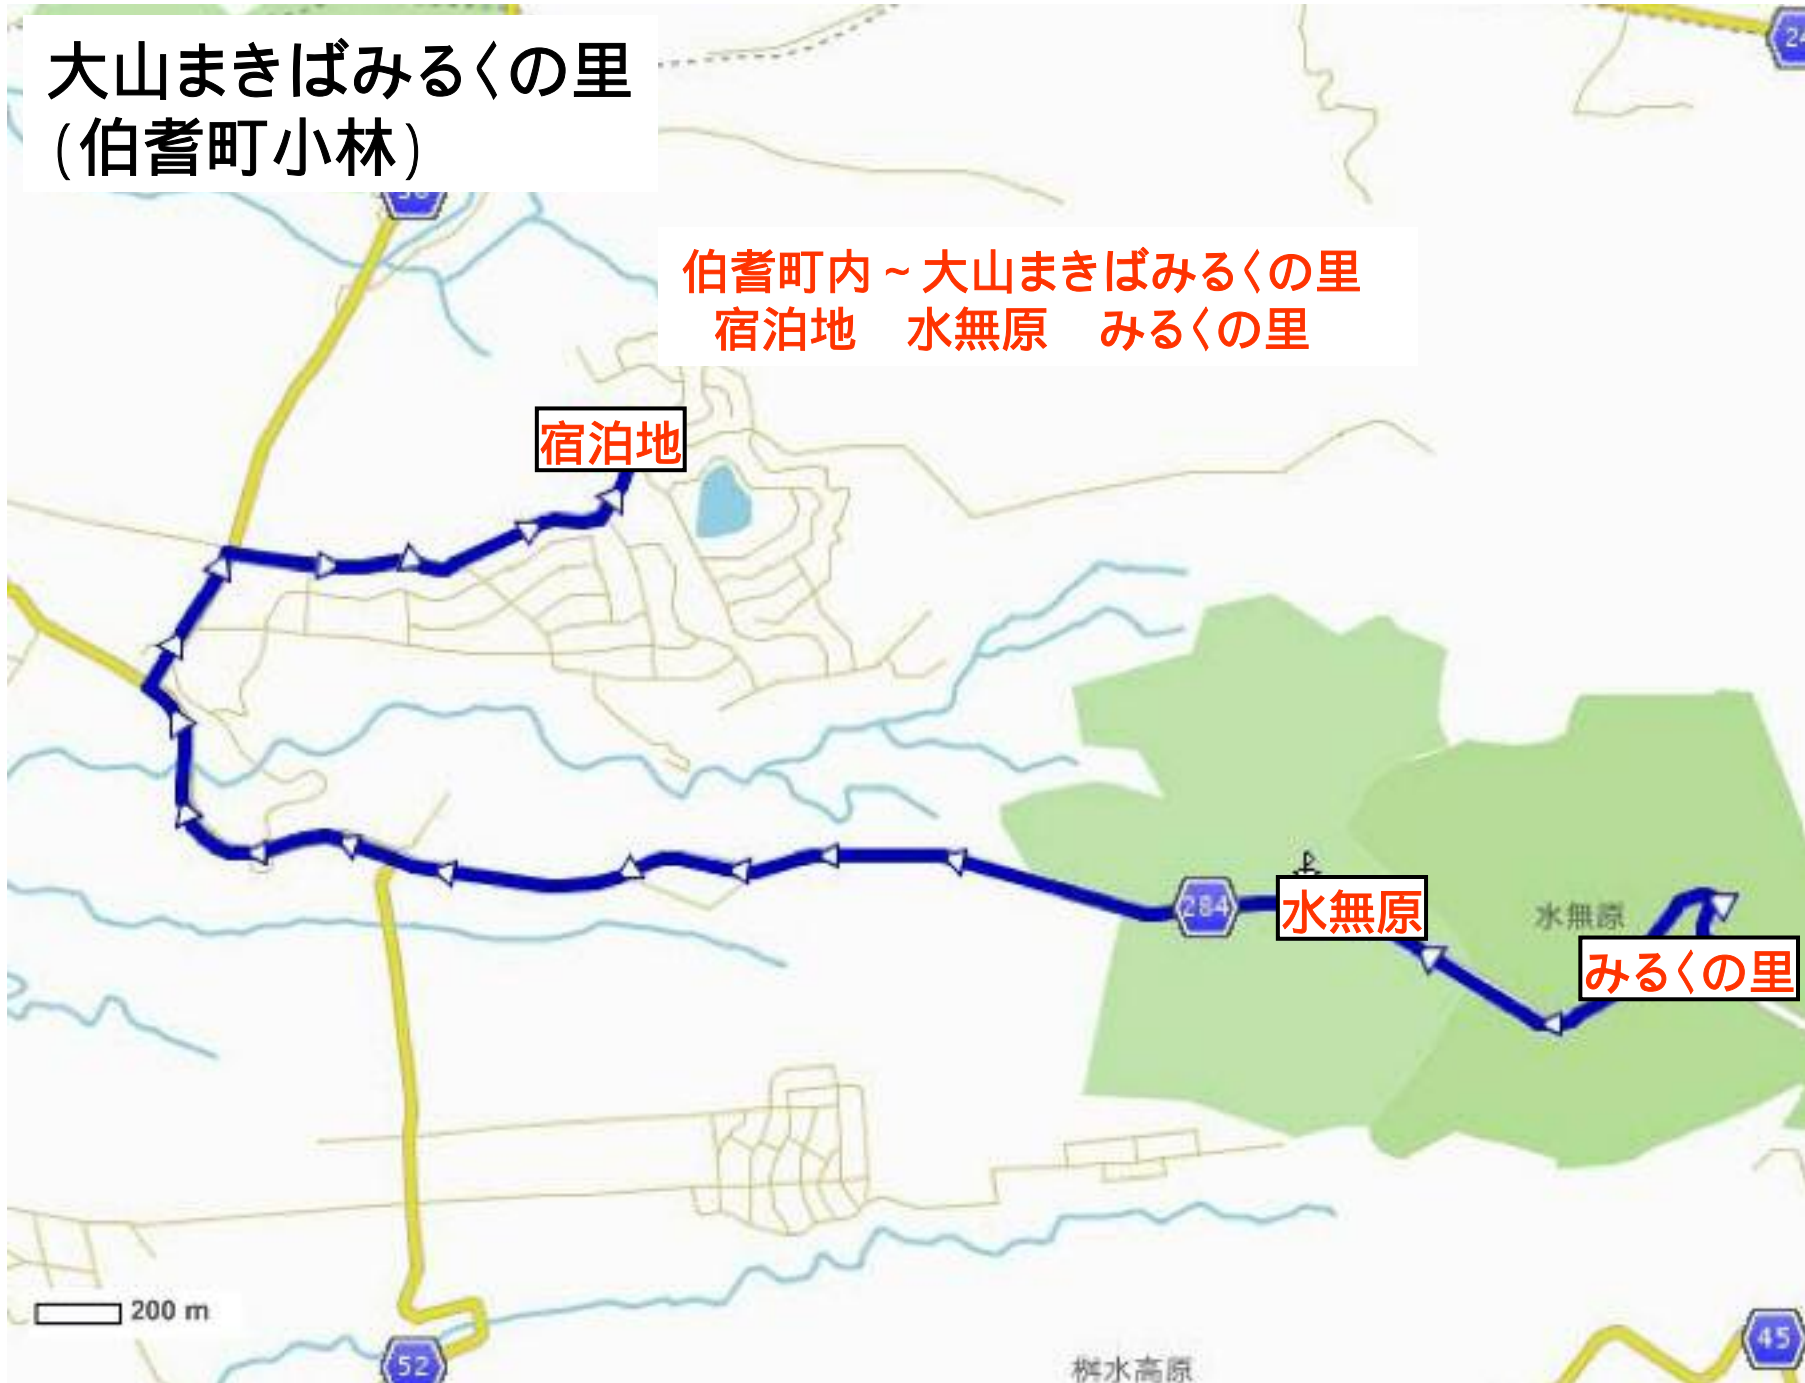 大山まきばみるくの里
(伯耆町小林)
伯耆町内～大山まきばみるくの里
宿泊地　水無原　みるくの里
宿泊地
284
水無原
水無原
みるくの里
200 m
52
45
桝水高原